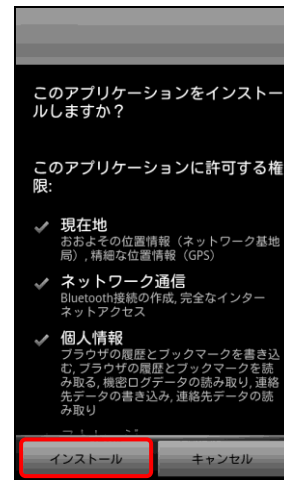 このアプリケーションをインストー
ルしますか？
このアプリケーションに許可する権
限:
現在地
おおよその位置情報（ネットワーク基地
局）, 精細な位置情報（GPS）
ネットワーク通信
Bluetooth接続の作成, 完全なインター
ネットアクセス
個人情報
ブラウザの履歴とブックマークを書き込
む, ブラウザの履歴とブックマークを読
み取る, 機密ログデータの読み取り, 連絡
先データの書き込み, 連絡先データの読
み取り
インストール
キャンセル